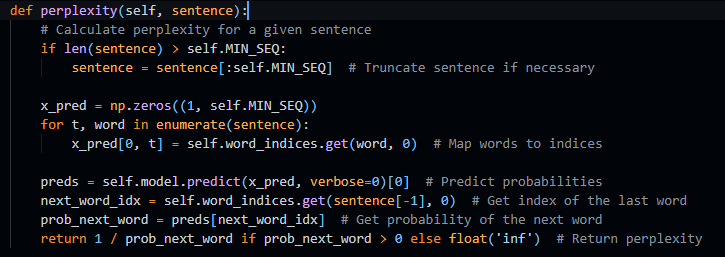 def perplexity(self, sentence):
    # Calculate perplexity for a given sentence
    if len(sentence) > self.MIN_SEQ:
        sentence = sentence[:self.MIN_SEQ]  # Truncate sentence if necessary

    x_pred = np.zeros((1, self.MIN_SEQ))
    for t, word in enumerate(sentence):
        x_pred[0, t] = self.word_indices.get(word, 0)  # Map words to indices

    preds = self.model.predict(x_pred, verbose=0)[0]  # Predict probabilities
    next_word_idx = self.word_indices.get(sentence[-1], 0)  # Get index of the last word
    prob_next_word = preds[next_word_idx]  # Get probability of the next word
    return 1 / prob_next_word if prob_next_word > 0 else float('inf')  # Return perplexity